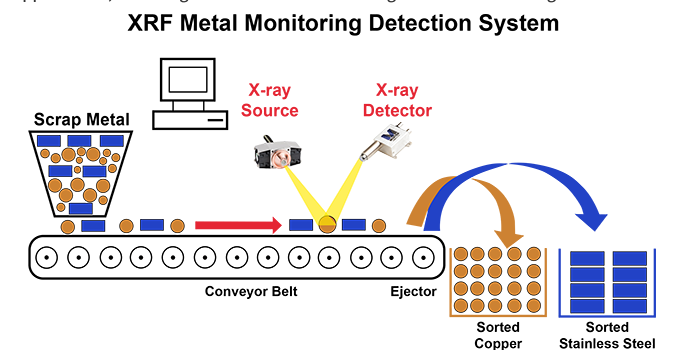 XRF Metal Monitoring Detection System
X-ray
Source
X-ray
Detector
Scrap Metal
Conveyor Belt
Ejector
Sorted
Copper
Sorted
Stainless Steel